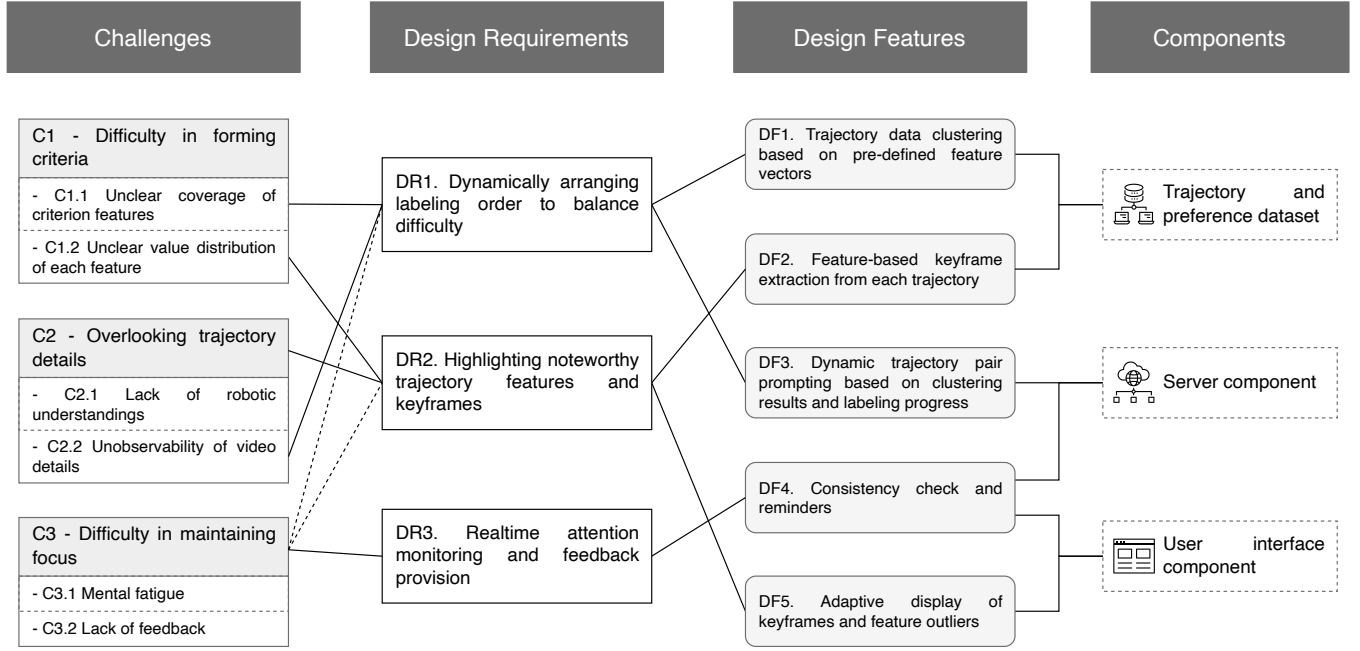 Challenges
Design Requirements
Design Features
Components
C1 - Difficulty in forming
criteria
- C1.1 Unclear coverage of
criterion features
- C1.2 Unclear value distribution
of each feature
C2 - Overlooking trajectory
details
- C2.1 Lack of robotic
understandings
- C2.2 Unobservability of video
details
C3 - Difficulty in maintaining
focus
- C3.1 Mental fatigue
- C3.2 Lack of feedback
DR1. Dynamically arranging
labeling order to balance
difficulty
DR2. Highlighting noteworthy
trajectory features and
keyframes
DR3. Realtime attention
monitoring and feedback
provision
DF1. Trajectory data clustering
based on pre-defined feature
vectors
DF2. Feature-based keyframe
extraction from each trajectory
DF3. Dynamic trajectory pair
prompting based on clustering
results and labeling progress
DF4. Consistency check and
reminders
DF5. Adaptive display of
keyframes and feature outliers
Trajectory and
preference dataset
Server component
User interface
component